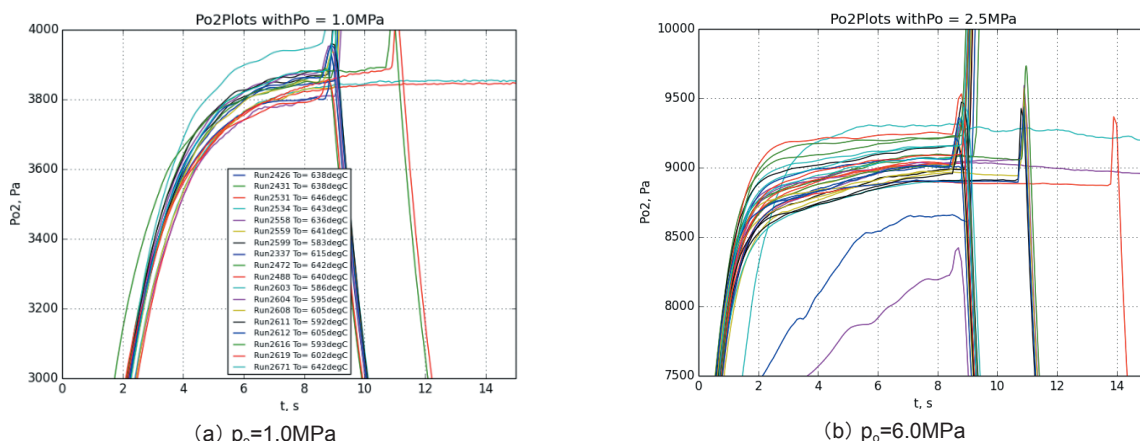 Po2Plots withPo = 1.0MPa
4000
3800
3600
3400
3200
3000
Po2, Pa
Run2426 To= 638degC
Run2431 To= 638degC
Run2531 To= 646degC
Run2534 To= 643degC
Run2558 To= 636degC
Run2559 To= 641degC
Run2599 To= 583degC
Run2337 To= 615degC
Run2472 To= 642degC
Run2488 To= 640degC
Run2603 To= 586degC
Run2604 To= 595degC
Run2608 To= 605degC
Run2611 To= 592degC
Run2612 To= 605degC
Run2616 To= 593degC
Run2619 To= 602degC
Run2671 To= 642degC
0 2 4 6 8 10 12 14
t, s
(a) pₒ=1.0MPa
Po2Plots withPo = 2.5MPa
10000
9500
9000
8500
8000
7500
Po2, Pa
0 2 4 6 8 10 12 14
t, s
(b) pₒ=6.0MPa